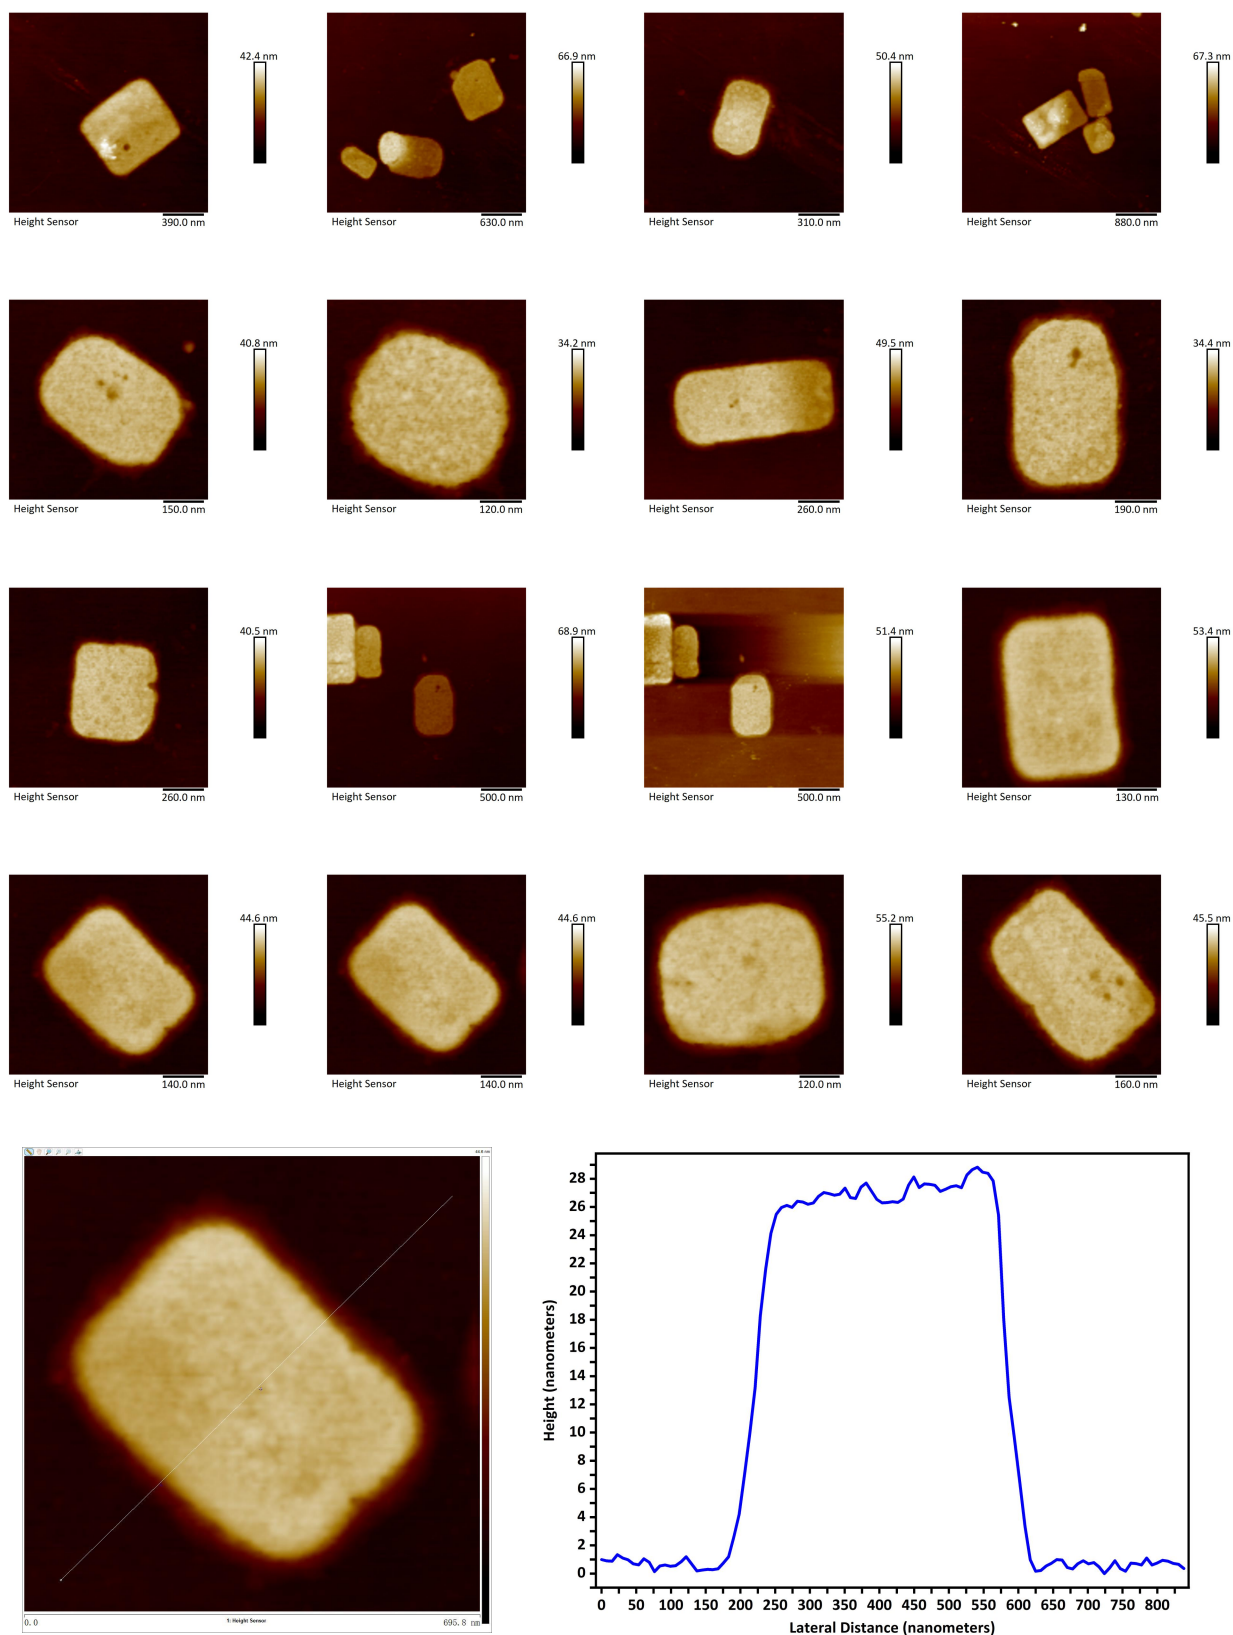 42.4 nm
66.9 nm
50.4 nm
67.3 nm
Height Sensor 390.0 nm
Height Sensor 630.0 nm
Height Sensor 310.0 nm
Height Sensor 880.0 nm
40.8 nm
34.2 nm
49.5 nm
34.4 nm
Height Sensor 150.0 nm
Height Sensor 120.0 nm
Height Sensor 260.0 nm
Height Sensor 190.0 nm
40.5 nm
68.9 nm
51.4 nm
53.4 nm
Height Sensor 260.0 nm
Height Sensor 500.0 nm
Height Sensor 500.0 nm
Height Sensor 130.0 nm
44.6 nm
44.6 nm
55.2 nm
45.5 nm
Height Sensor 140.0 nm
Height Sensor 140.0 nm
Height Sensor 120.0 nm
Height Sensor 160.0 nm
0.0 1: Height Sensor 695.8 nm
Height (nanometers)
28
26
24
22
20
18
16
14
12
10
8
6
4
2
0
0 50 100 150 200 250 300 350 400 450 500 550 600 650 700 750 800
Lateral Distance (nanometers)